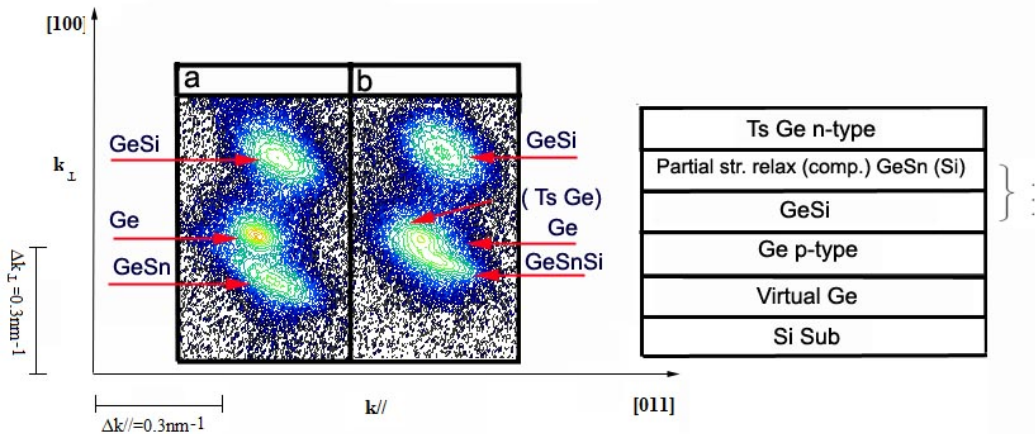 [100]
k⊥
Δk⊥=0.3nm-1
a
b
GeSi
Ge
GeSn
GeSi
( Ts Ge)
Ge
GeSnSi
k//
[011]
Δk//=0.3nm-1
Ts Ge n-type
Partial str. relax (comp.) GeSn (Si)
GeSi
Ge p-type
Virtual Ge
Si Sub